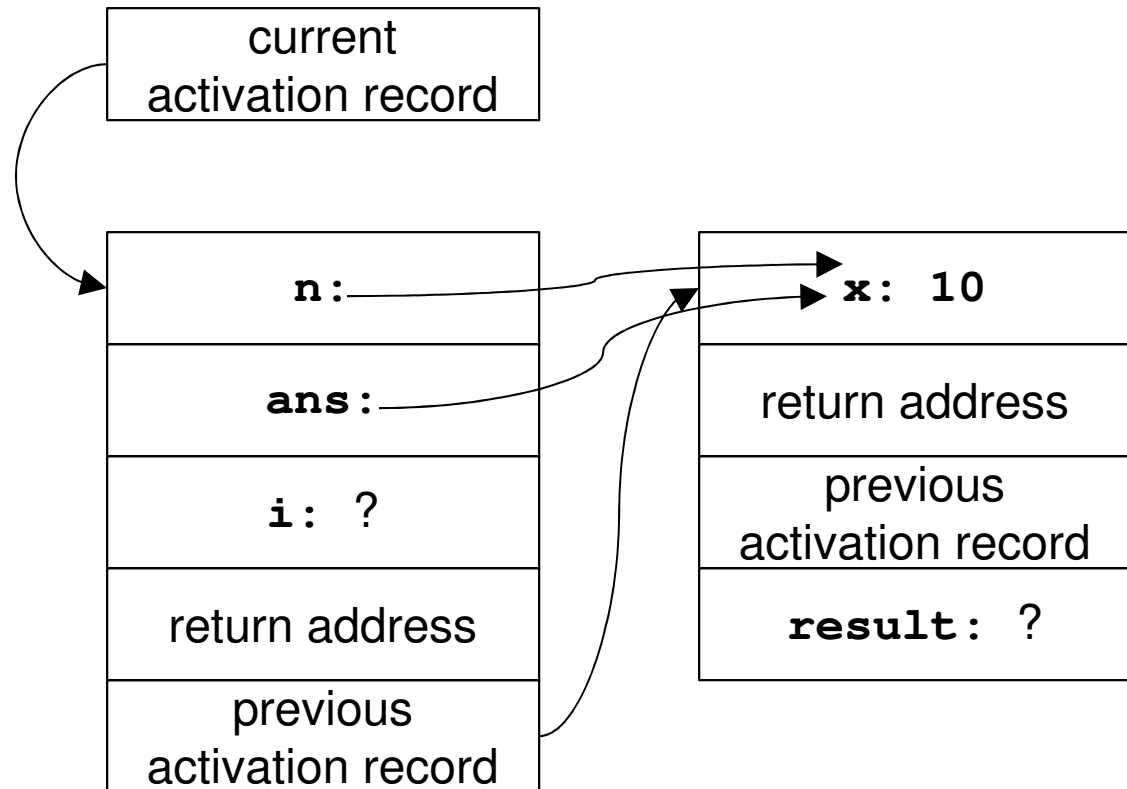 current
activation record
n:
ans:
i: ?
return address
previous
activation record
x: 10
return address
previous
activation record
result: ?